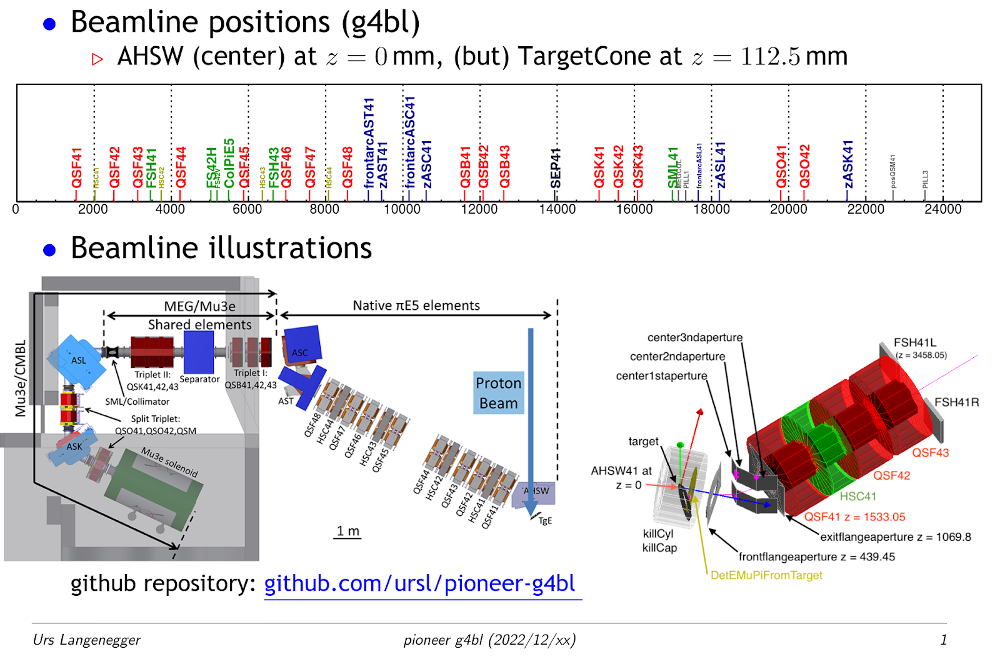 Beamline positions (g4bl)
AHSW (center) at z = 0 mm, (but) TargetCone at z = 112.5 mm
QSF41
HSC41
QSF42
QSF43
FSH41
HSC42
QSF44
FS42H
FS42V
ColPiE5
QSF45
HSC43
FSH43
QSF46
QSF47
HSC44
QSF48
frontarcAST41
zAST41
frontarcASC41
zASC41
QSB41
QSB42
QSB43
SEP41
QSK41
QSK42
QSK43
SML41
MEGCOL
PILL1
frontarcASL41
zASL41
QSO41
QSO42
zASK41
posQSM41
PILL3
0 2000 4000 6000 8000 10000 12000 14000 16000 18000 20000 22000 24000
Beamline illustrations
Mu3e/CMBL
MEG/Mu3e
Shared elements
Native πE5 elements
ASL
Triplet II:
QSK41,42,43
Separator
Triplet I:
QSB41,42,43
SML/Collimator
Split Triplet:
QSO41,QSO42,QSM
ASK
Mu3e solenoid
ASC
AST
QSF48
HSC44
QSF47
QSF46
HSC43
QSF45
QSF44
HSC42
QSF43
QSF42
HSC41
QSF41
Proton
Beam
AHSW
TgE
1 m
center3ndaperture
center2ndaperture
center1staperture
target
AHSW41 at
z = 0
killCyl
killCap
FSH41L
(z = 3458.05)
FSH41R
QSF43
QSF42
HSC41
QSF41 z = 1533.05
exitflangeaperture z = 1069.8
frontflangeaperture z = 439.45
DetEMuPiFromTarget
github repository: github.com/ursl/pioneer-g4bl
Urs Langenegger pioneer g4bl (2022/12/xx) 1